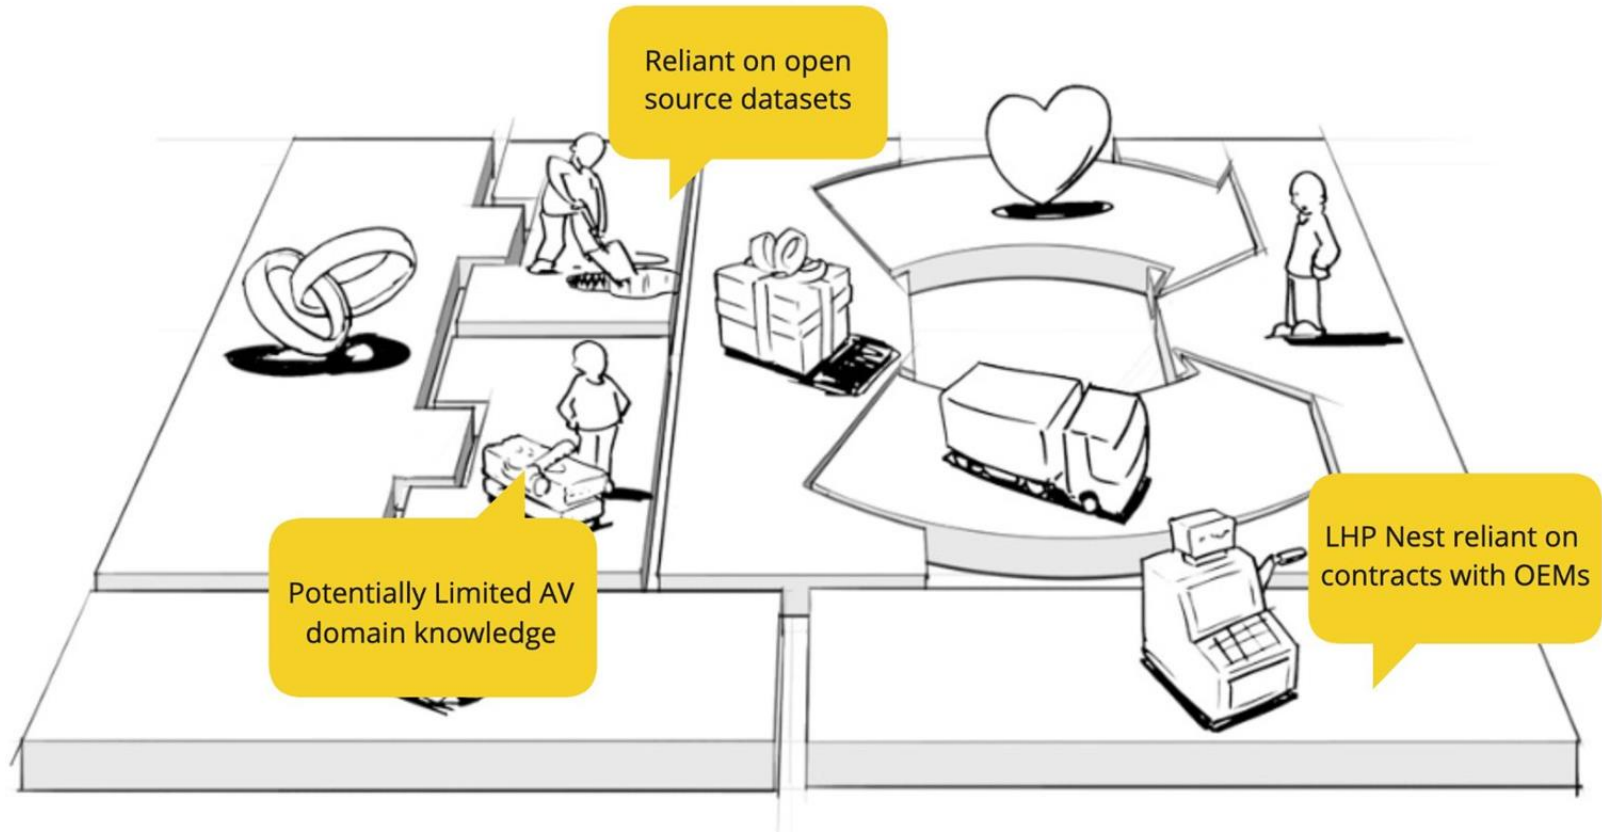 Reliant on open
source datasets
Potentially Limited AV
domain knowledge
LHP Nest reliant on
contracts with OEMs